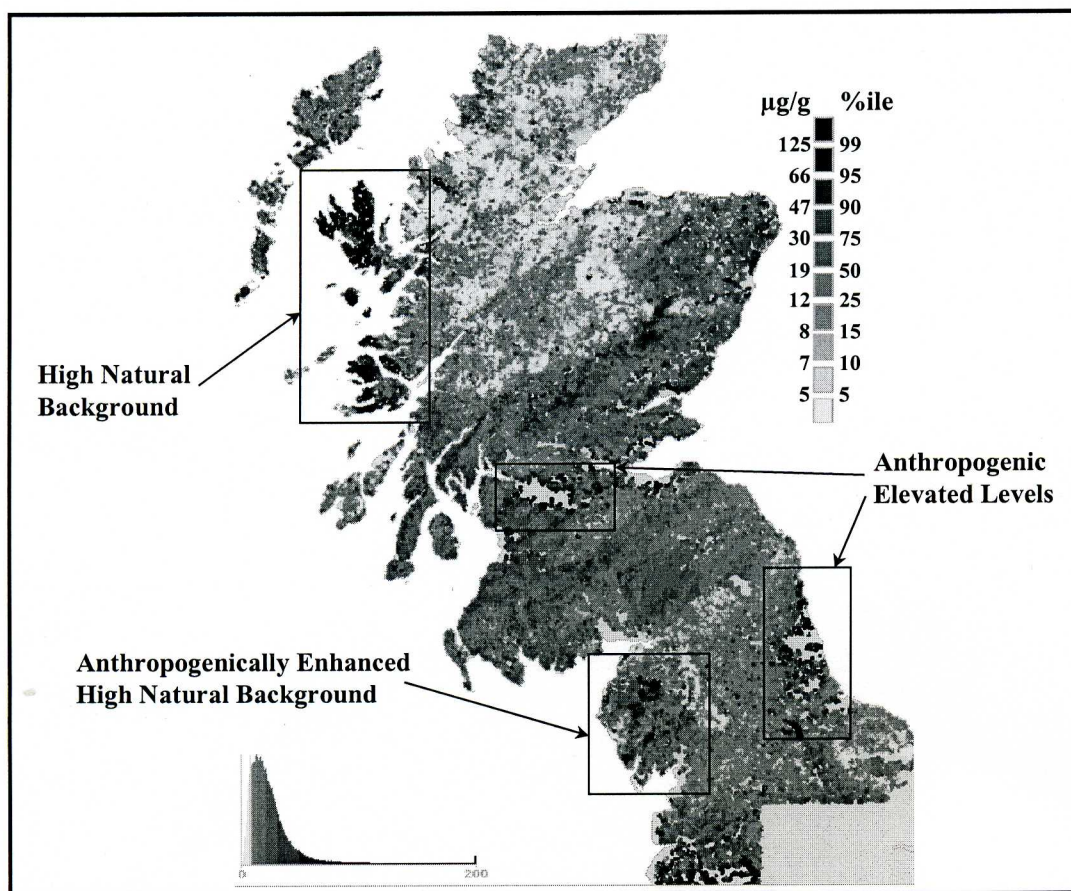 µg/g %ile
125 99
66 95
47 90
30 75
19 50
12 25
8 15
7 10
5 5
High Natural
Background
Anthropogenic
Elevated Levels
Anthropogenically Enhanced
High Natural Background
0 200